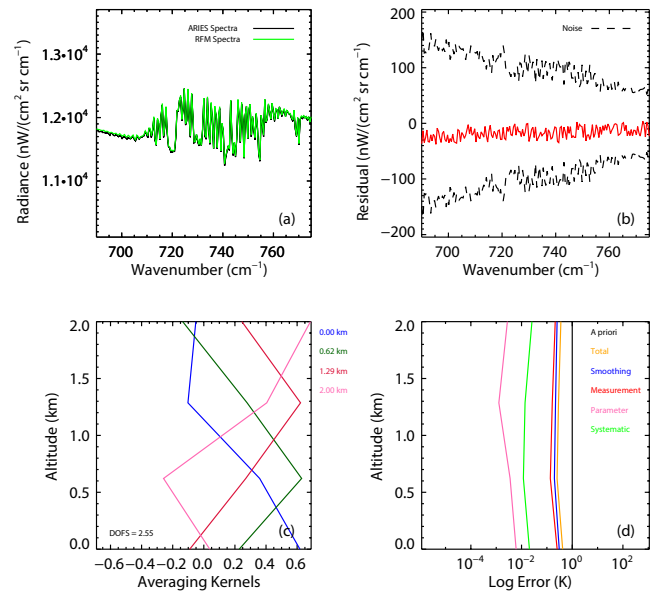 ARIES Spectra
RFM Spectra
1.3•10⁴
1.2•10⁴
1.1•10⁴
Radiance (nW/(cm² sr cm⁻¹)
(a)
700 720 740 760
Wavenumber (cm⁻¹)
Noise
200
100
0
−100
−200
Residual (nW/(cm² sr cm⁻¹)
(b)
700 720 740 760
Wavenumber (cm⁻¹)
2.0
1.5
1.0
0.5
0.0
Altitude (km)
0.00 km
0.62 km
1.29 km
2.00 km
DOFS = 2.55
(c)
−0.6 −0.4 −0.2 0.0 0.2 0.4 0.6
Averaging Kernels
2.0
1.5
1.0
0.5
0.0
Altitude (km)
A priori
Total
Smoothing
Measurement
Parameter
Systematic
(d)
10⁻⁴ 10⁻² 10⁰ 10²
Log Error (K)